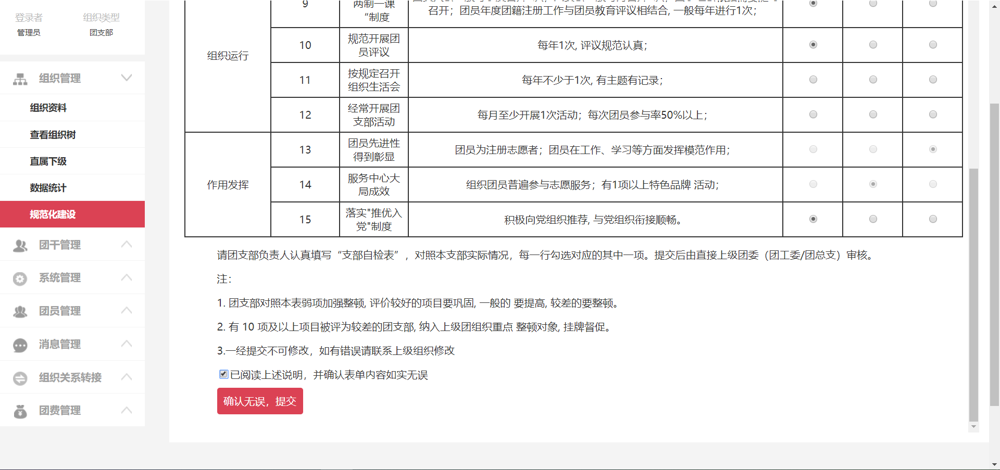 登录者 组织类型
管理员 团支部
组织管理
组织资料
查看组织树
直属下级
数据统计
规范化建设
团干管理
系统管理
团员管理
消息管理
组织关系转接
团费管理
组织运行
9 两制一课
“制度
召开；团员年度团籍注册工作与团员教育评议相结合, 一般每年进行1次；
10 规范开展团
员评议
每年1次, 评议规范认真；
11 按规定召开
组织生活会
每年不少于1次, 有主题有记录；
12 经常开展团
支部活动
每月至少开展1次活动；每次团员参与率50%以上；
作用发挥
13 团员先进性
得到彰显
团员为注册志愿者；团员在工作、学习等方面发挥模范作用；
14 服务中心大
局成效
组织团员普遍参与志愿服务；有1项以上特色品牌 活动；
15 落实"推优入
党"制度
积极向党组织推荐, 与党组织衔接顺畅。
请团支部负责人认真填写“支部自检表”，对照本支部实际情况，每一行勾选对应的其中一项。提交后由直接上级团委（团工委/团总支）审核。
注：
1. 团支部对照本表弱项加强整顿, 评价较好的项目要巩固, 一般的 要提高, 较差的要整顿。
2. 有 10 项及以上项目被评为较差的团支部, 纳入上级团组织重点 整顿对象, 挂牌督促。
3.一经提交不可修改，如有错误请联系上级组织修改
已阅读上述说明，并确认表单内容如实无误
确认无误，提交